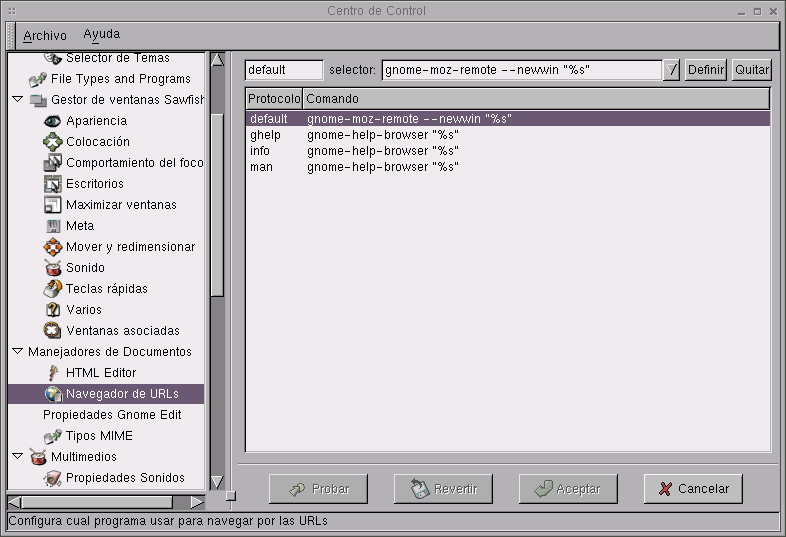 Centro de Control
Archivo Ayuda
Selector de Temas
File Types and Programs
Gestor de ventanas Sawfish
Apariencia
Colocación
Comportamiento del foco
Escritorios
Maximizar ventanas
Meta
Mover y redimensionar
Sonido
Teclas rápidas
Varios
Ventanas asociadas
Manejadores de Documentos
HTML Editor
Navegador de URLs
Propiedades Gnome Edit
Tipos MIME
Multimedios
Propiedades Sonidos
default selector: gnome-moz-remote --newwin "%s" Definir Quitar
Protocolo Comando
default gnome-moz-remote --newwin "%s"
ghelp gnome-help-browser "%s"
info gnome-help-browser "%s"
man gnome-help-browser "%s"
Probar Revertir Aceptar Cancelar
Configura cual programa usar para navegar por las URLs